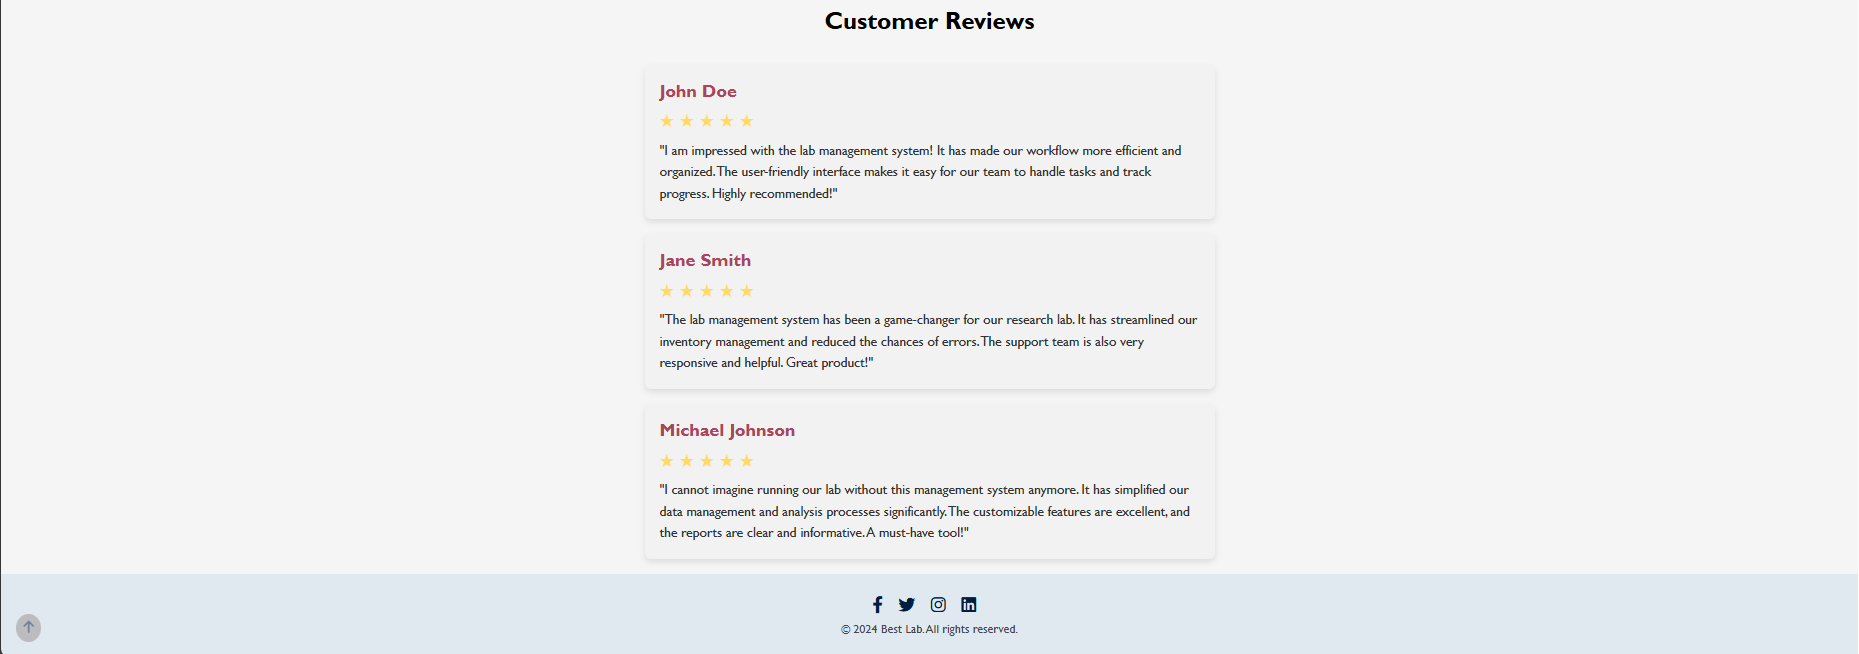 Customer Reviews
John Doe
★ ★ ★ ★ ★
"I am impressed with the lab management system! It has made our workflow more efficient and
organized. The user-friendly interface makes it easy for our team to handle tasks and track
progress. Highly recommended!"
Jane Smith
★ ★ ★ ★ ★
"The lab management system has been a game-changer for our research lab. It has streamlined our
inventory management and reduced the chances of errors. The support team is also very
responsive and helpful. Great product!"
Michael Johnson
★ ★ ★ ★ ★
"I cannot imagine running our lab without this management system anymore. It has simplified our
data management and analysis processes significantly. The customizable features are excellent, and
the reports are clear and informative. A must-have tool!"
© 2024 Best Lab. All rights reserved.